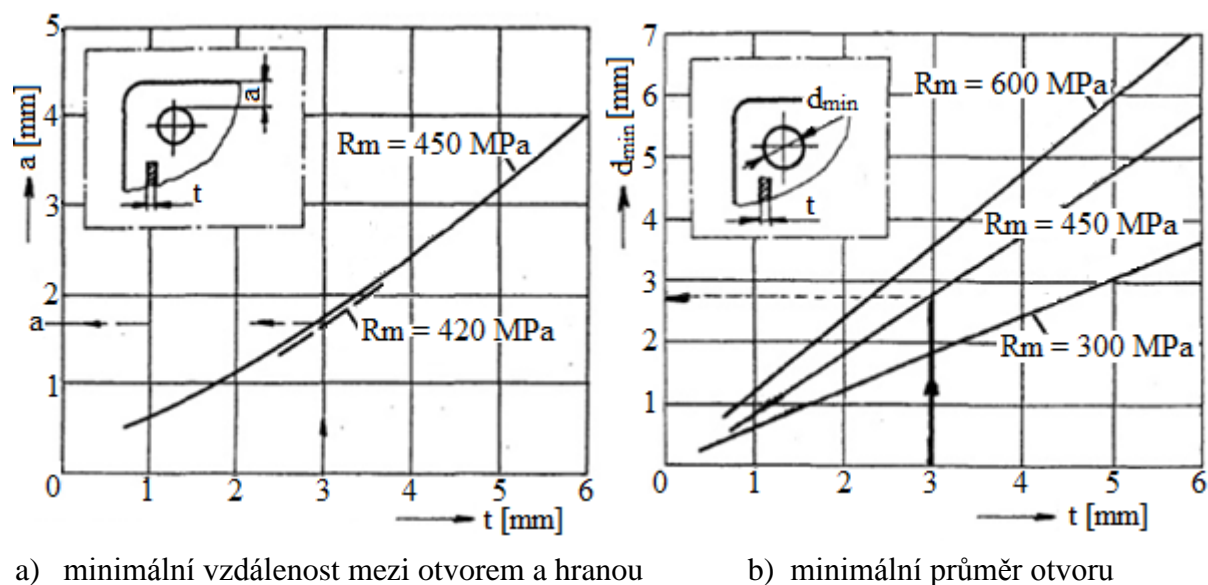 5
4
3
2
a
1
0
1
2
3
4
5
6
a [mm]
t [mm]
a
t
Rm = 450 MPa
Rm = 420 MPa
7
6
5
4
3
2
1
0
1
2
3
4
5
6
d_min [mm]
t [mm]
d_min
t
Rm = 600 MPa
Rm = 450 MPa
Rm = 300 MPa
a) minimální vzdálenost mezi otvorem a hranou
b) minimální průměr otvoru